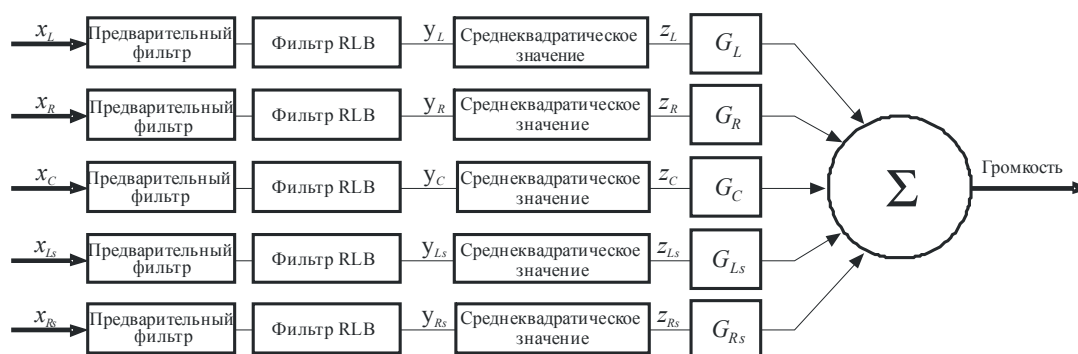 x_L Предварительный фильтр Фильтр RLB y_L Среднеквадратическое значение z_L G_L
x_R Предварительный фильтр Фильтр RLB y_R Среднеквадратическое значение z_R G_R
x_C Предварительный фильтр Фильтр RLB y_C Среднеквадратическое значение z_C G_C
x_Ls Предварительный фильтр Фильтр RLB y_Ls Среднеквадратическое значение z_Ls G_Ls
x_Rs Предварительный фильтр Фильтр RLB y_Rs Среднеквадратическое значение z_Rs G_Rs
Σ
Громкость